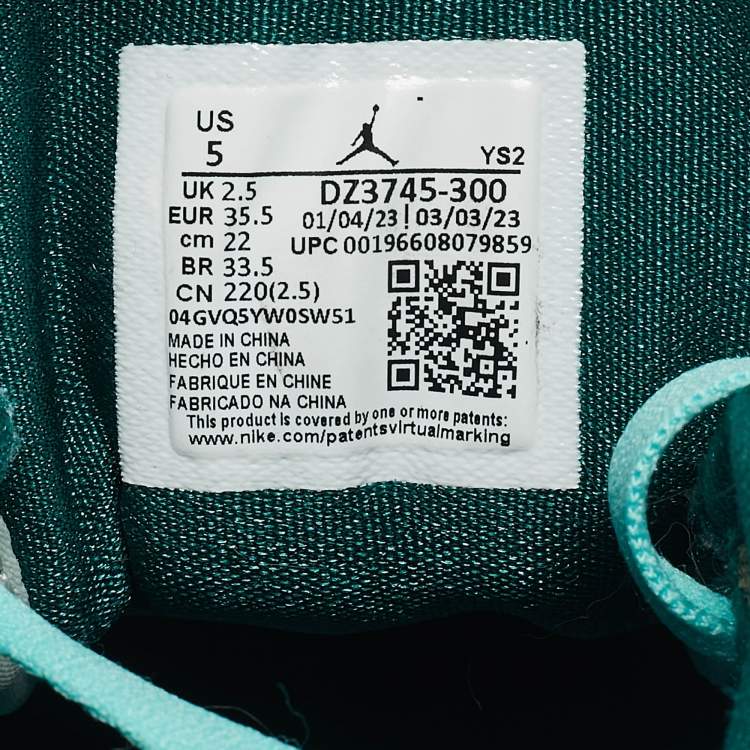 US
5
YS2
UK 2.5
DZ3745-300
EUR 35.5
01/04/23 | 03/03/23
cm 22
UPC 00196608079859
BR 33.5
CN 220(2.5)
04GVQ5YW0SW51
MADE IN CHINA
HECHO EN CHINA
FABRIQUE EN CHINE
FABRICADO NA CHINA
This product is covered by one or more patents:
www.nike.com/patentsvirtualmarking